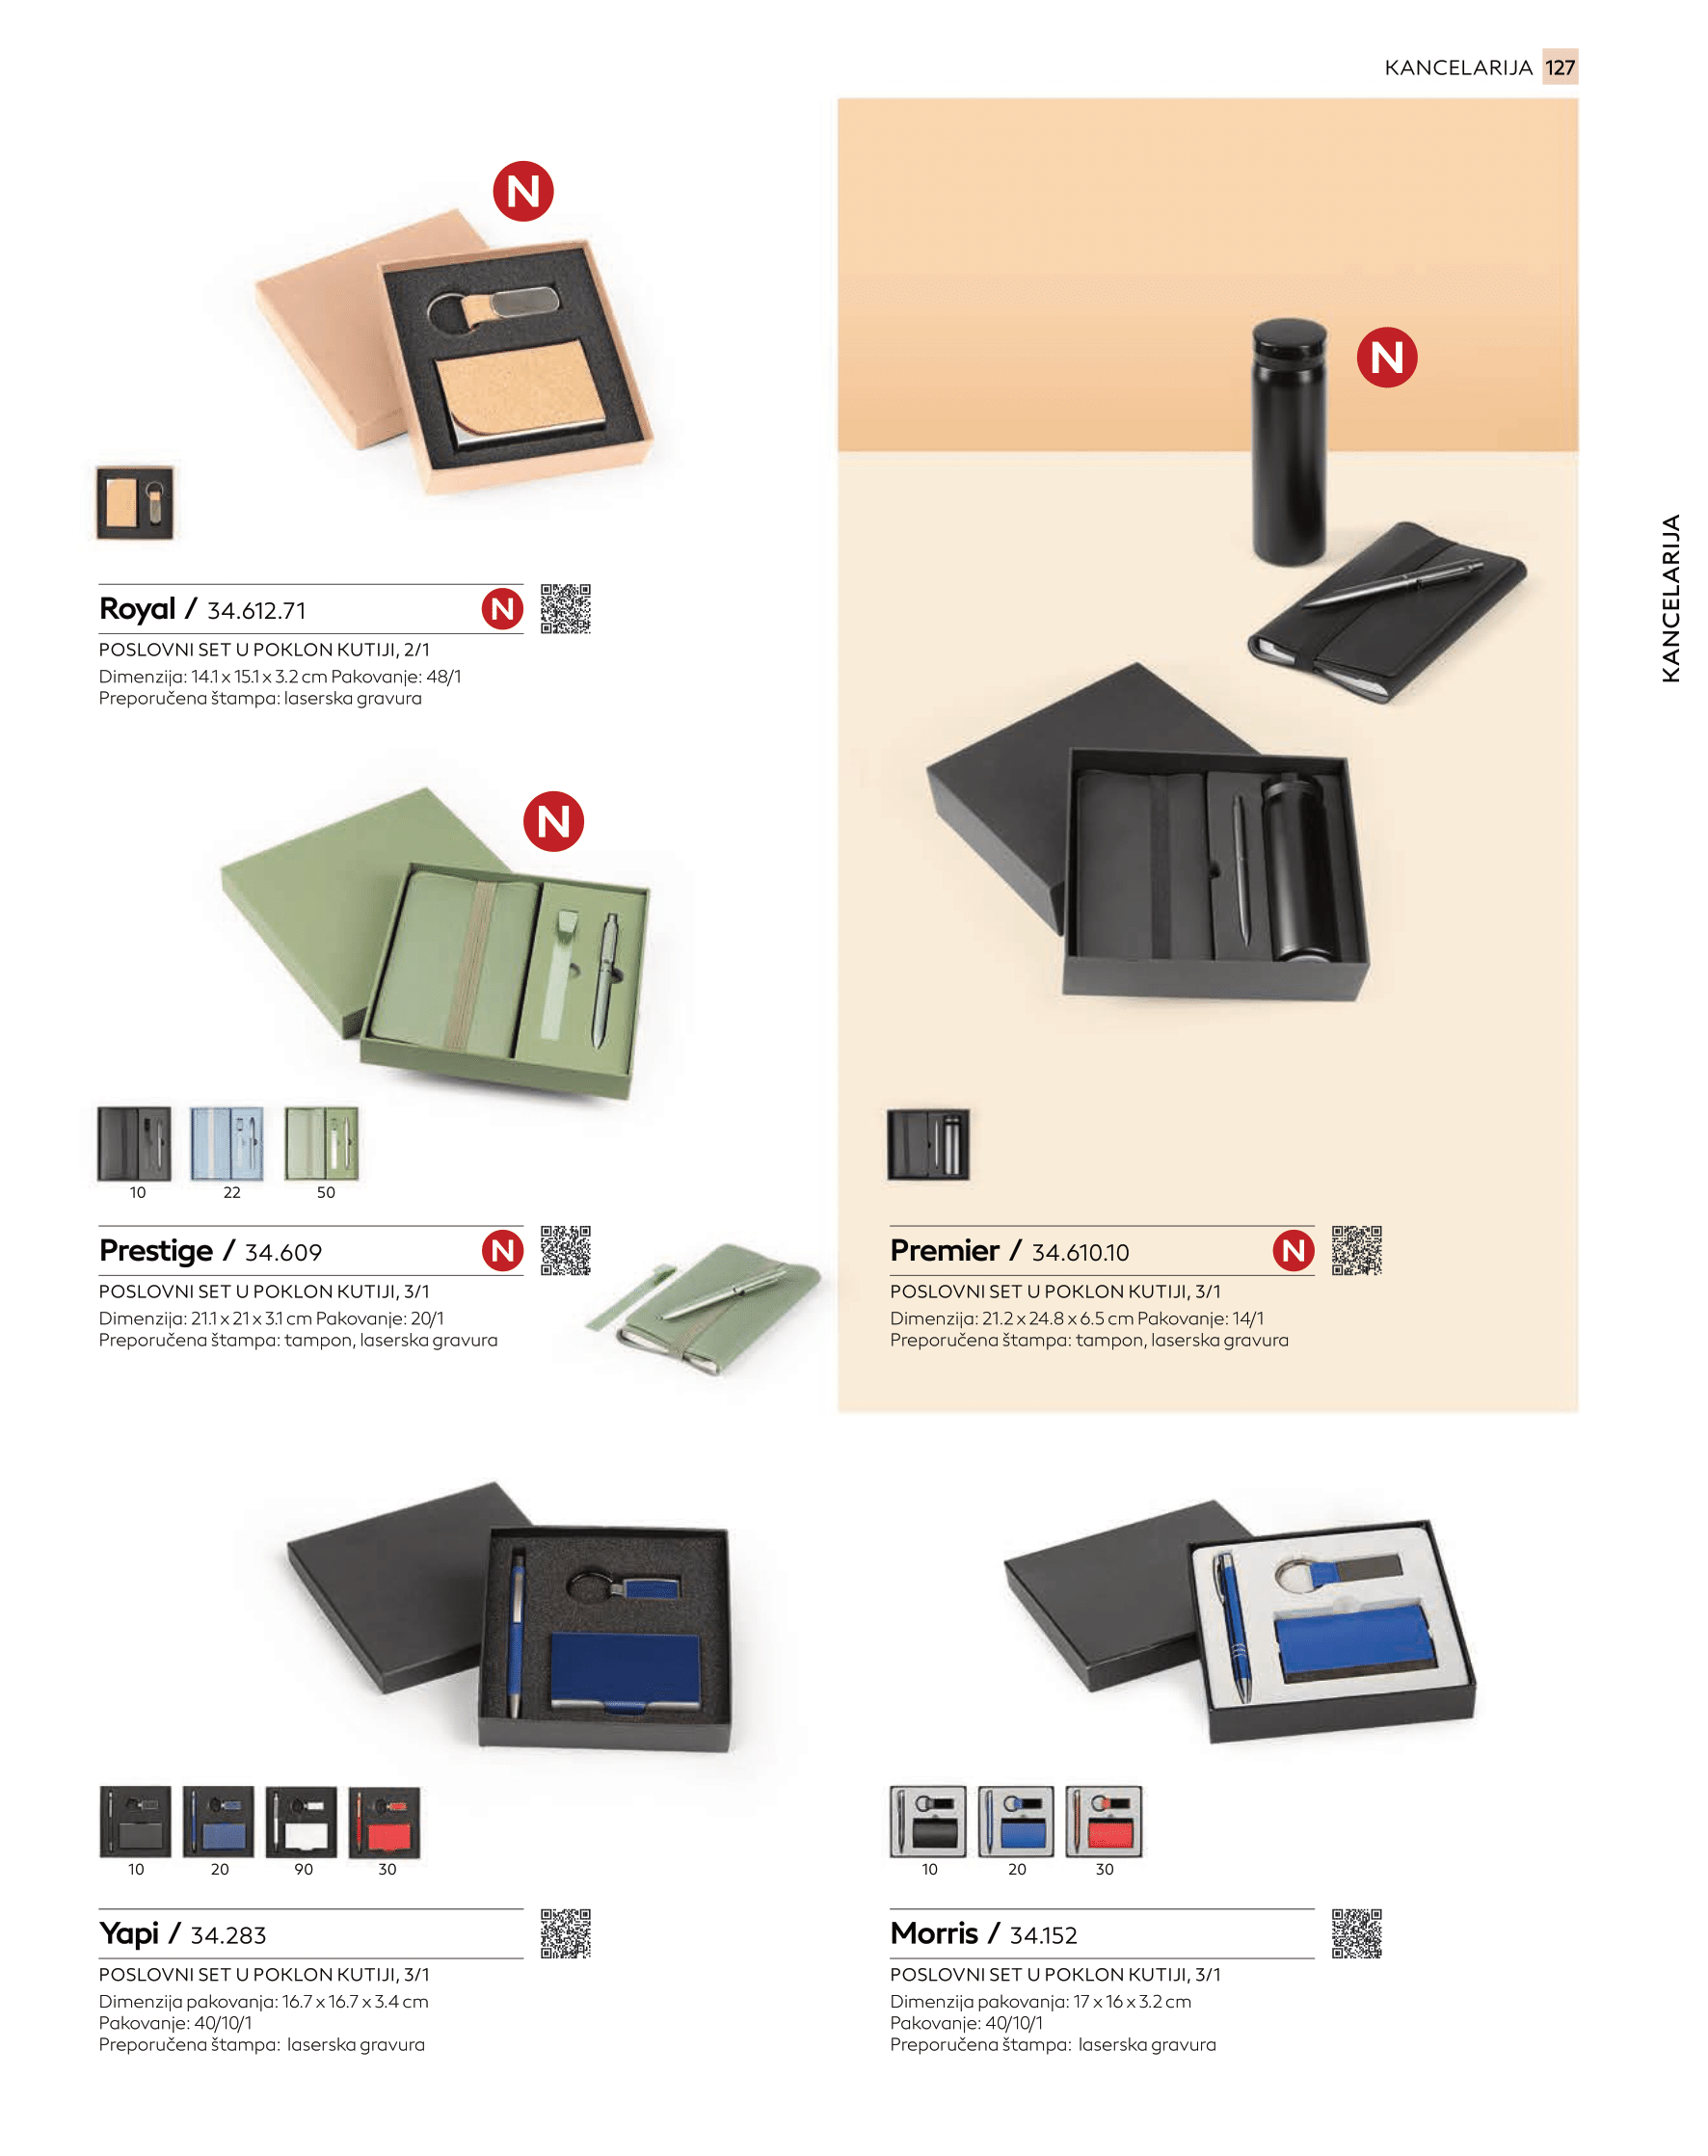 KANCELARIJA 127
N
Royal / 34.612.71 N
POSLOVNI SET U POKLON KUTIJI, 2/1
Dimenzija: 14.1 x 15.1 x 3.2 cm Pakovanje: 48/1
Preporučena štampa: laserska gravura
N
10 22 50
Prestige / 34.609 N
POSLOVNI SET U POKLON KUTIJI, 3/1
Dimenzija: 21.1 x 21 x 3.1 cm Pakovanje: 20/1
Preporučena štampa: tampon, laserska gravura
N
Premier / 34.610.10 N
POSLOVNI SET U POKLON KUTIJI, 3/1
Dimenzija: 21.2 x 24.8 x 6.5 cm Pakovanje: 14/1
Preporučena štampa: tampon, laserska gravura
KANCELARIJA
10 20 90 30
Yapi / 34.283
POSLOVNI SET U POKLON KUTIJI, 3/1
Dimenzija pakovanja: 16.7 x 16.7 x 3.4 cm
Pakovanje: 40/10/1
Preporučena štampa: laserska gravura
10 20 30
Morris / 34.152
POSLOVNI SET U POKLON KUTIJI, 3/1
Dimenzija pakovanja: 17 x 16 x 3.2 cm
Pakovanje: 40/10/1
Preporučena štampa: laserska gravura